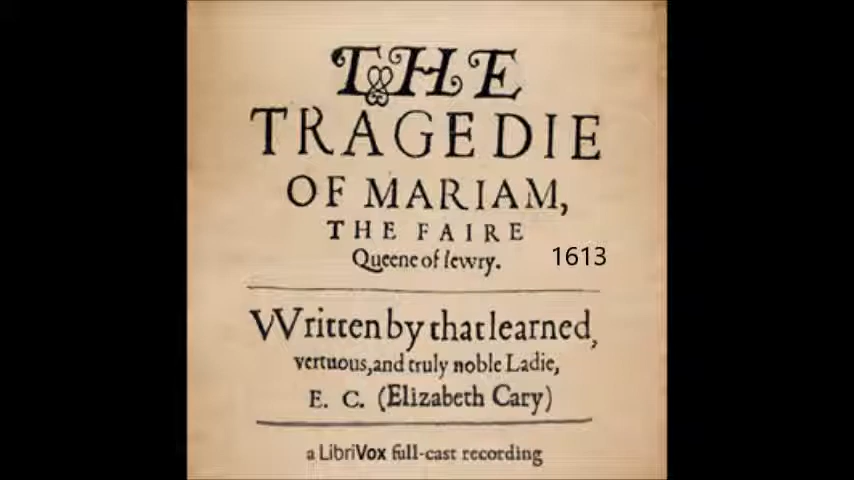 THE
TRAGEDIE
OF MARIAM,
THE FAIRE
Queene of Iewry.
1613
Written by that learned,
vertuous, and truly noble Ladie,
E. C. (Elizabeth Cary)
a LibriVox full-cast recording